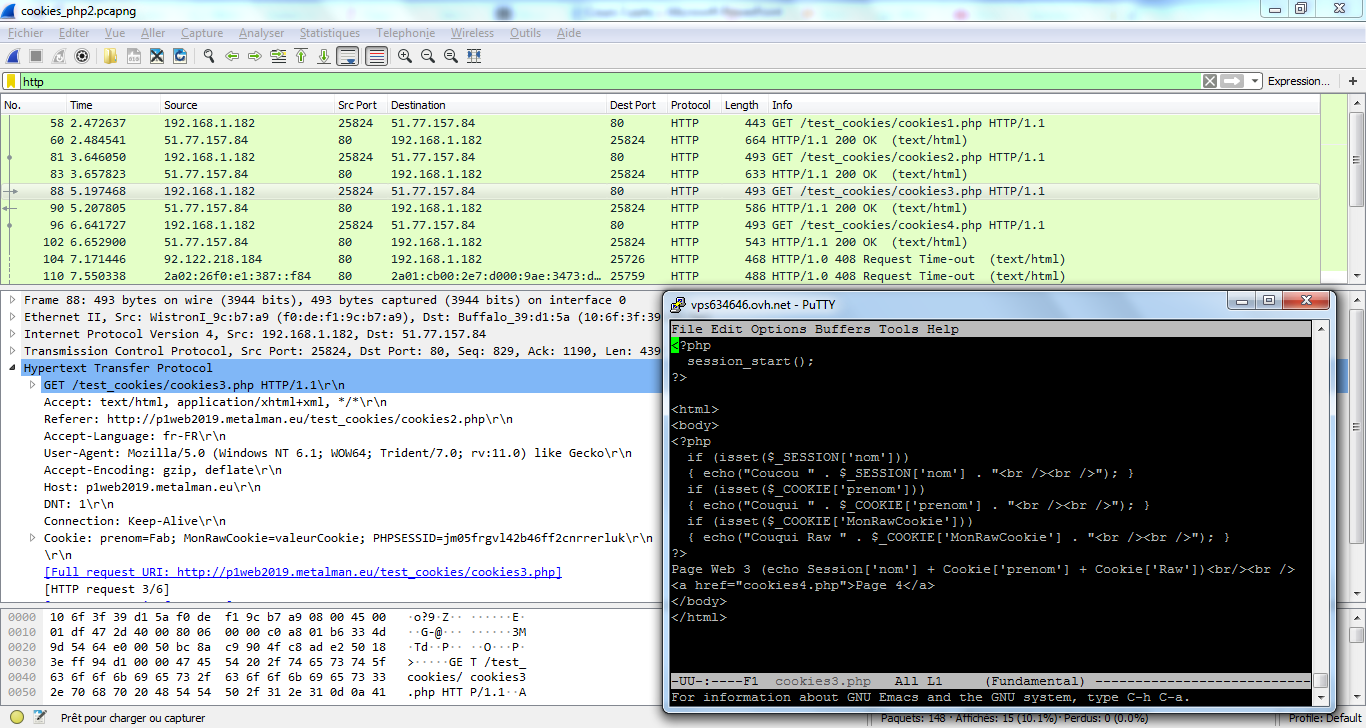 cookies_php2.pcapng
Fichier Editer Vue Aller Capture Analyser Statistiques Telephonie Wireless Outils Aide
http
Expression... +
No. Time Source Src Port Destination Dest Port Protocol Length Info
58 2.472637 192.168.1.182 25824 51.77.157.84 80 HTTP 443 GET /test_cookies/cookies1.php HTTP/1.1
60 2.484541 51.77.157.84 80 192.168.1.182 25824 HTTP 664 HTTP/1.1 200 OK (text/html)
81 3.646050 192.168.1.182 25824 51.77.157.84 80 HTTP 493 GET /test_cookies/cookies2.php HTTP/1.1
83 3.657823 51.77.157.84 80 192.168.1.182 25824 HTTP 633 HTTP/1.1 200 OK (text/html)
88 5.197468 192.168.1.182 25824 51.77.157.84 80 HTTP 493 GET /test_cookies/cookies3.php HTTP/1.1
90 5.207805 51.77.157.84 80 192.168.1.182 25824 HTTP 586 HTTP/1.1 200 OK (text/html)
96 6.641727 192.168.1.182 25824 51.77.157.84 80 HTTP 493 GET /test_cookies/cookies4.php HTTP/1.1
102 6.652900 51.77.157.84 80 192.168.1.182 25824 HTTP 543 HTTP/1.1 200 OK (text/html)
104 7.171446 92.122.218.184 80 192.168.1.182 25726 HTTP 468 HTTP/1.0 408 Request Time-out (text/html)
110 7.550338 2a02:26f0:e1:387::f84 80 2a01:cb00:2e7:d000:9ae:3473:d… 25759 HTTP 488 HTTP/1.0 408 Request Time-out (text/html)
Frame 88: 493 bytes on wire (3944 bits), 493 bytes captured (3944 bits) on interface 0
Ethernet II, Src: WistronI_9c:b7:a9 (f0:de:f1:9c:b7:a9), Dst: Buffalo_39:d1:5a (10:6f:3f:39
Internet Protocol Version 4, Src: 192.168.1.182, Dst: 51.77.157.84
Transmission Control Protocol, Src Port: 25824, Dst Port: 80, Seq: 829, Ack: 1190, Len: 439
Hypertext Transfer Protocol
GET /test_cookies/cookies3.php HTTP/1.1\r\n
Accept: text/html, application/xhtml+xml, */*\r\n
Referer: http://p1web2019.metalman.eu/test_cookies/cookies2.php\r\n
Accept-Language: fr-FR\r\n
User-Agent: Mozilla/5.0 (Windows NT 6.1; WOW64; Trident/7.0; rv:11.0) like Gecko\r\n
Accept-Encoding: gzip, deflate\r\n
Host: p1web2019.metalman.eu\r\n
DNT: 1\r\n
Connection: Keep-Alive\r\n
Cookie: prenom=Fab; MonRawCookie=valeurCookie; PHPSESSID=jm05frgvl42b46ff2cnrrerluk\r\n
\r\n
[Full request URI: http://p1web2019.metalman.eu/test_cookies/cookies3.php]
[HTTP request 3/6]
0000 10 6f 3f 39 d1 5a f0 de f1 9c b7 a9 08 00 45 00 ·o?9·Z·· ······E·
0010 01 df 47 2d 40 00 80 06 00 00 c0 a8 01 b6 33 4d ··G-@··· ······3M
0020 9d 54 64 e0 00 50 bc 8a c9 90 4f c8 ad e2 50 18 ·Td··P·· ··O···P·
0030 3e ff 94 d1 00 00 47 45 54 20 2f 74 65 73 74 5f >·····GE T /test_
0040 63 6f 6f 6b 69 65 73 2f 63 6f 6f 6b 69 65 73 33 cookies/ cookies3
0050 2e 70 68 70 20 48 54 54 50 2f 31 2e 31 0d 0a 41 .php HTT P/1.1··A
vps634646.ovh.net - PuTTY
File Edit Options Buffers Tools Help
<?php
session_start();
?>
<html>
<body>
<?php
if (isset($_SESSION['nom']))
{ echo("Coucou " . $_SESSION['nom'] . "<br /><br />"); }
if (isset($_COOKIE['prenom']))
{ echo("Couqui " . $_COOKIE['prenom'] . "<br /><br />"); }
if (isset($_COOKIE['MonRawCookie']))
{ echo("Couqui Raw " . $_COOKIE['MonRawCookie'] . "<br /><br />"); }
?>
Page Web 3 (echo Session['nom'] + Cookie['prenom'] + Cookie['Raw'])<br/><br />
<a href="cookies4.php">Page 4</a>
</body>
</html>
-UU-:----F1 cookies3.php All L1 (Fundamental) --------------------------
For information about GNU Emacs and the GNU system, type C-h C-a.
Prêt pour charger ou capturer
Paquets: 148 · Affichés: 15 (10.1%) · Perdus: 0 (0.0%)
Profile: Default